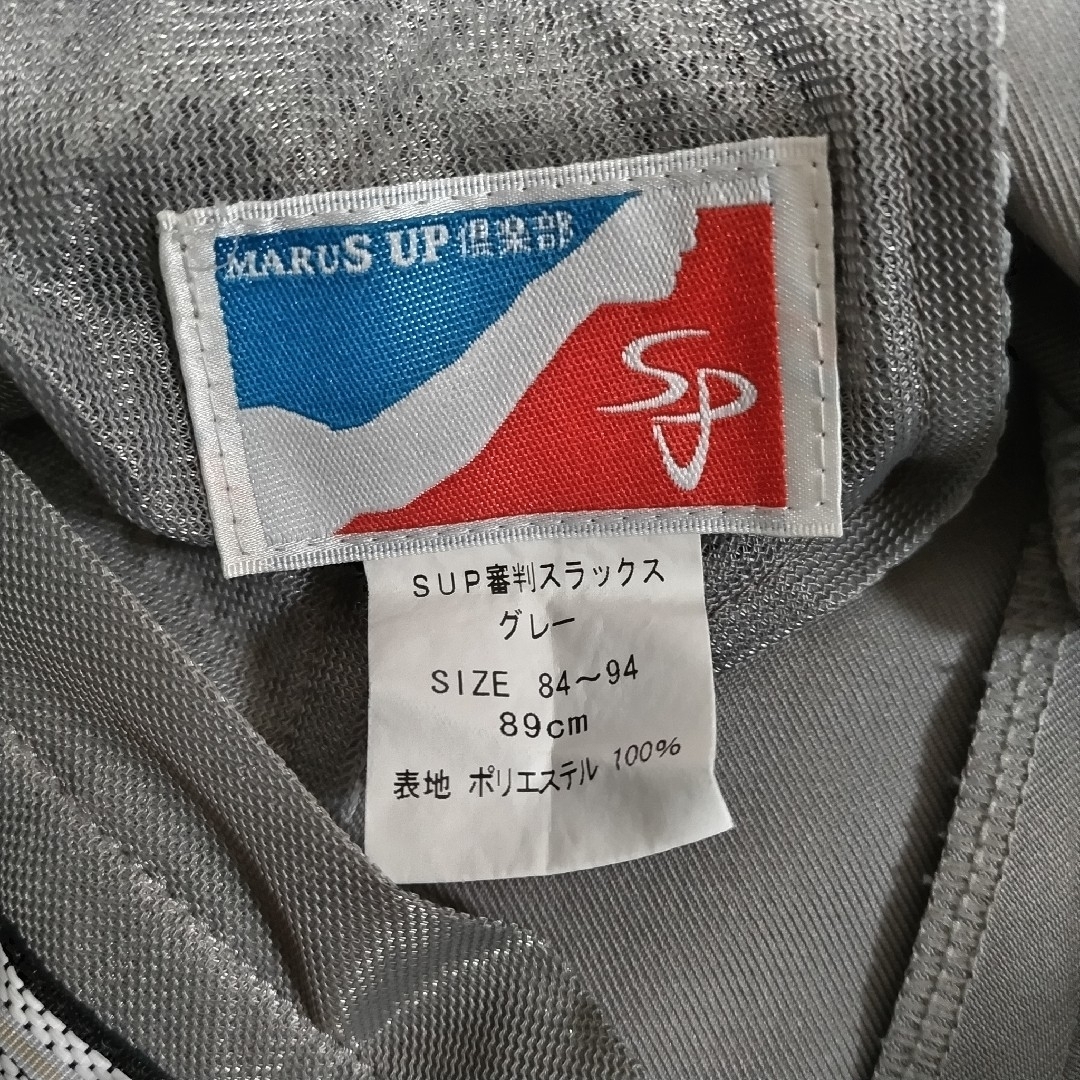 MARUS UP 倶楽部
SUP
SUP審判スラックス
グレー
SIZE 84～94
89cm
表地 ポリエステル 100%